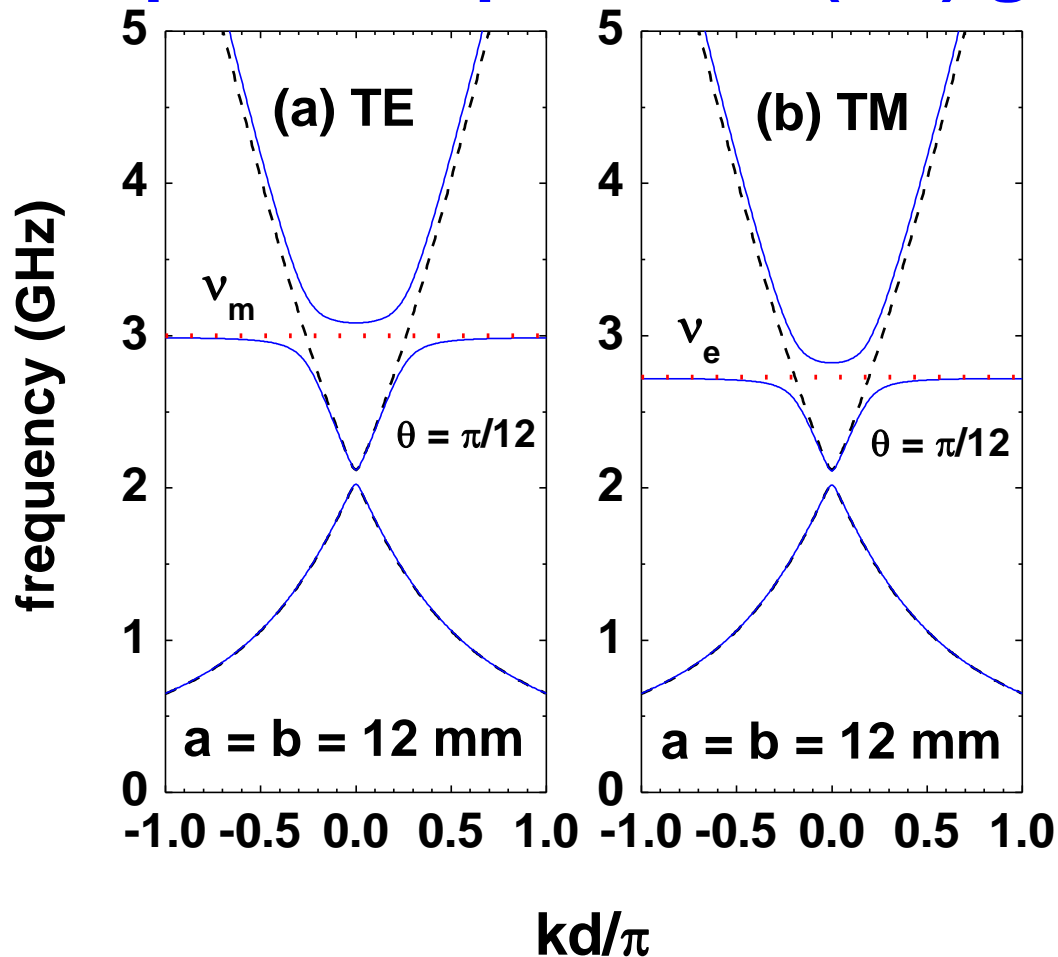 (a) TE
(b) TM
frequency (GHz)
5
4
3
2
1
0
5
4
3
2
1
0
νm
νe
θ = π/12
θ = π/12
a = b = 12 mm
a = b = 12 mm
-1.0 -0.5 0.0 0.5 1.0
-1.0 -0.5 0.0 0.5 1.0
kd/π